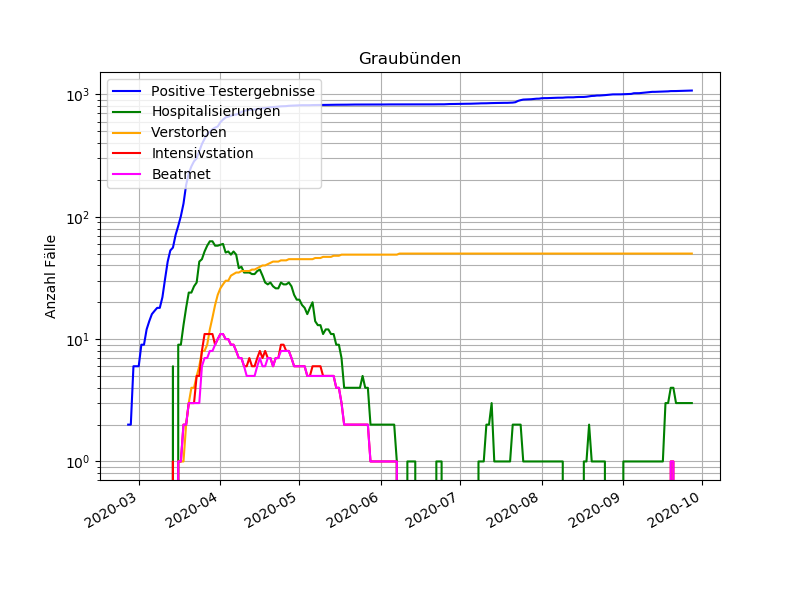 Graubünden
Positive Testergebnisse
Hospitalisierungen
Verstorben
Intensivstation
Beatmet
Anzahl Fälle
10³
10²
10¹
10⁰
2020-03
2020-04
2020-05
2020-06
2020-07
2020-08
2020-09
2020-10